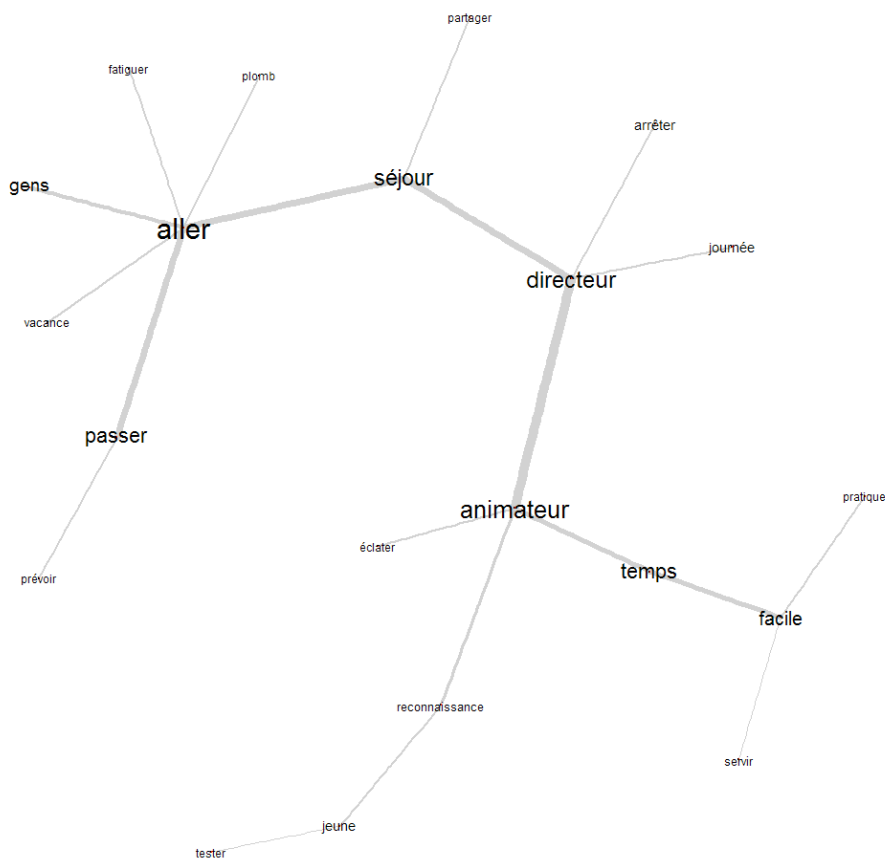 partager
fatiguer
plomb
arrêter
séjour
gens
aller
journée
directeur
vacance
passer
pratique
animateur
éclater
temps
prévoir
facile
reconnaissance
servir
jeune
tester